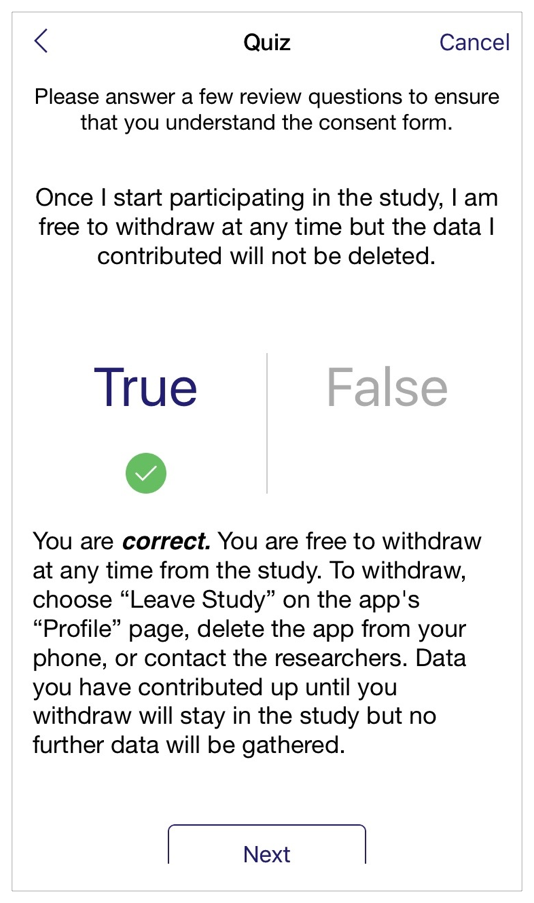 Quiz
Cancel
Please answer a few review questions to ensure
that you understand the consent form.
Once I start participating in the study, I am
free to withdraw at any time but the data I
contributed will not be deleted.
True
False
You are correct. You are free to withdraw
at any time from the study. To withdraw,
choose “Leave Study” on the app's
“Profile” page, delete the app from your
phone, or contact the researchers. Data
you have contributed up until you
withdraw will stay in the study but no
further data will be gathered.
Next